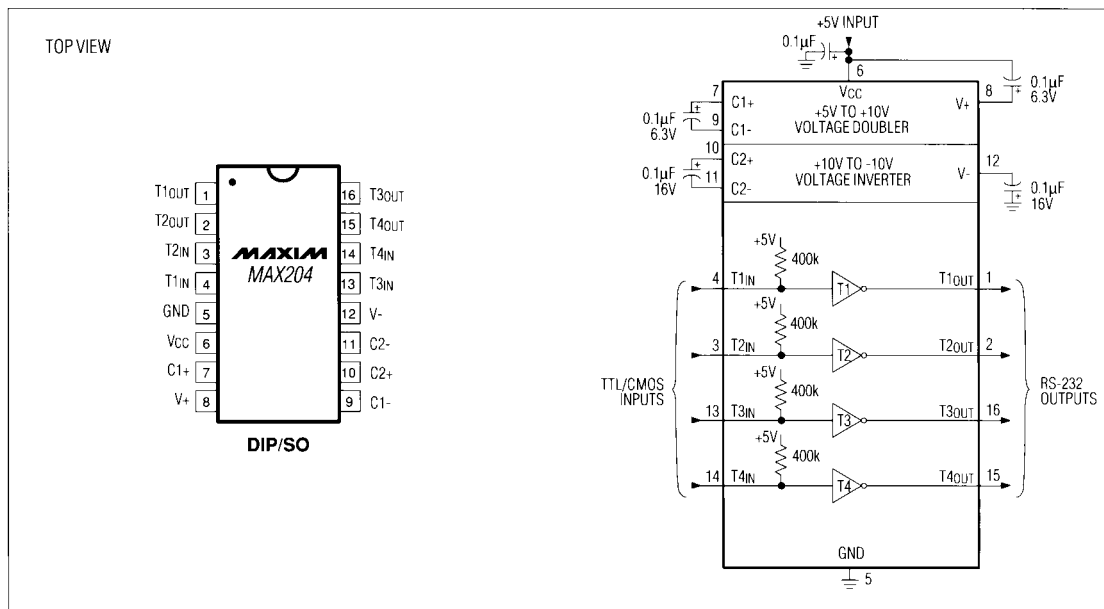 TOP VIEW
T1OUT 1
T2OUT 2
T2IN 3
T1IN 4
GND 5
VCC 6
C1+ 7
V+ 8
16 T3OUT
15 T4OUT
14 T4IN
13 T3IN
12 V-
11 C2-
10 C2+
9 C1-
MAXIM
MAX204
DIP/SO
+5V INPUT
0.1µF
+
6
VCC
+5V TO +10V
VOLTAGE DOUBLER
7 C1+
0.1µF
6.3V
+
9 C1-
V+ 8
0.1µF
6.3V
+
10 C2+
0.1µF
16V
+
11 C2-
+10V TO -10V
VOLTAGE INVERTER
V- 12
0.1µF
16V
+
+5V
400k
4 T1IN T1 T1OUT 1
+5V
400k
3 T2IN T2 T2OUT 2
TTL/CMOS
INPUTS
RS-232
OUTPUTS
+5V
400k
13 T3IN T3 T3OUT 16
+5V
400k
14 T4IN T4 T4OUT 15
GND
5